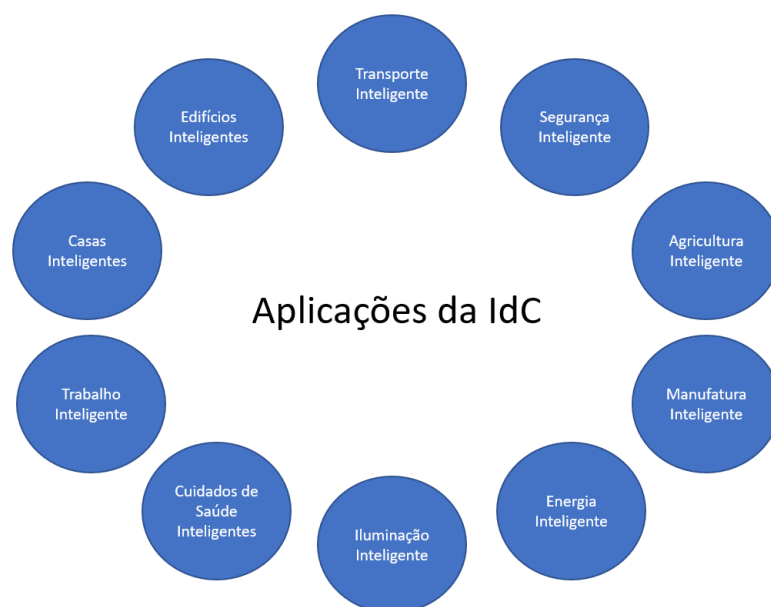 Transporte
Inteligente
Edifícios
Inteligentes
Segurança
Inteligente
Casas
Inteligentes
Agricultura
Inteligente
Aplicações da IdC
Trabalho
Inteligente
Manufatura
Inteligente
Cuidados de
Saúde
Inteligentes
Energia
Inteligente
Iluminação
Inteligente